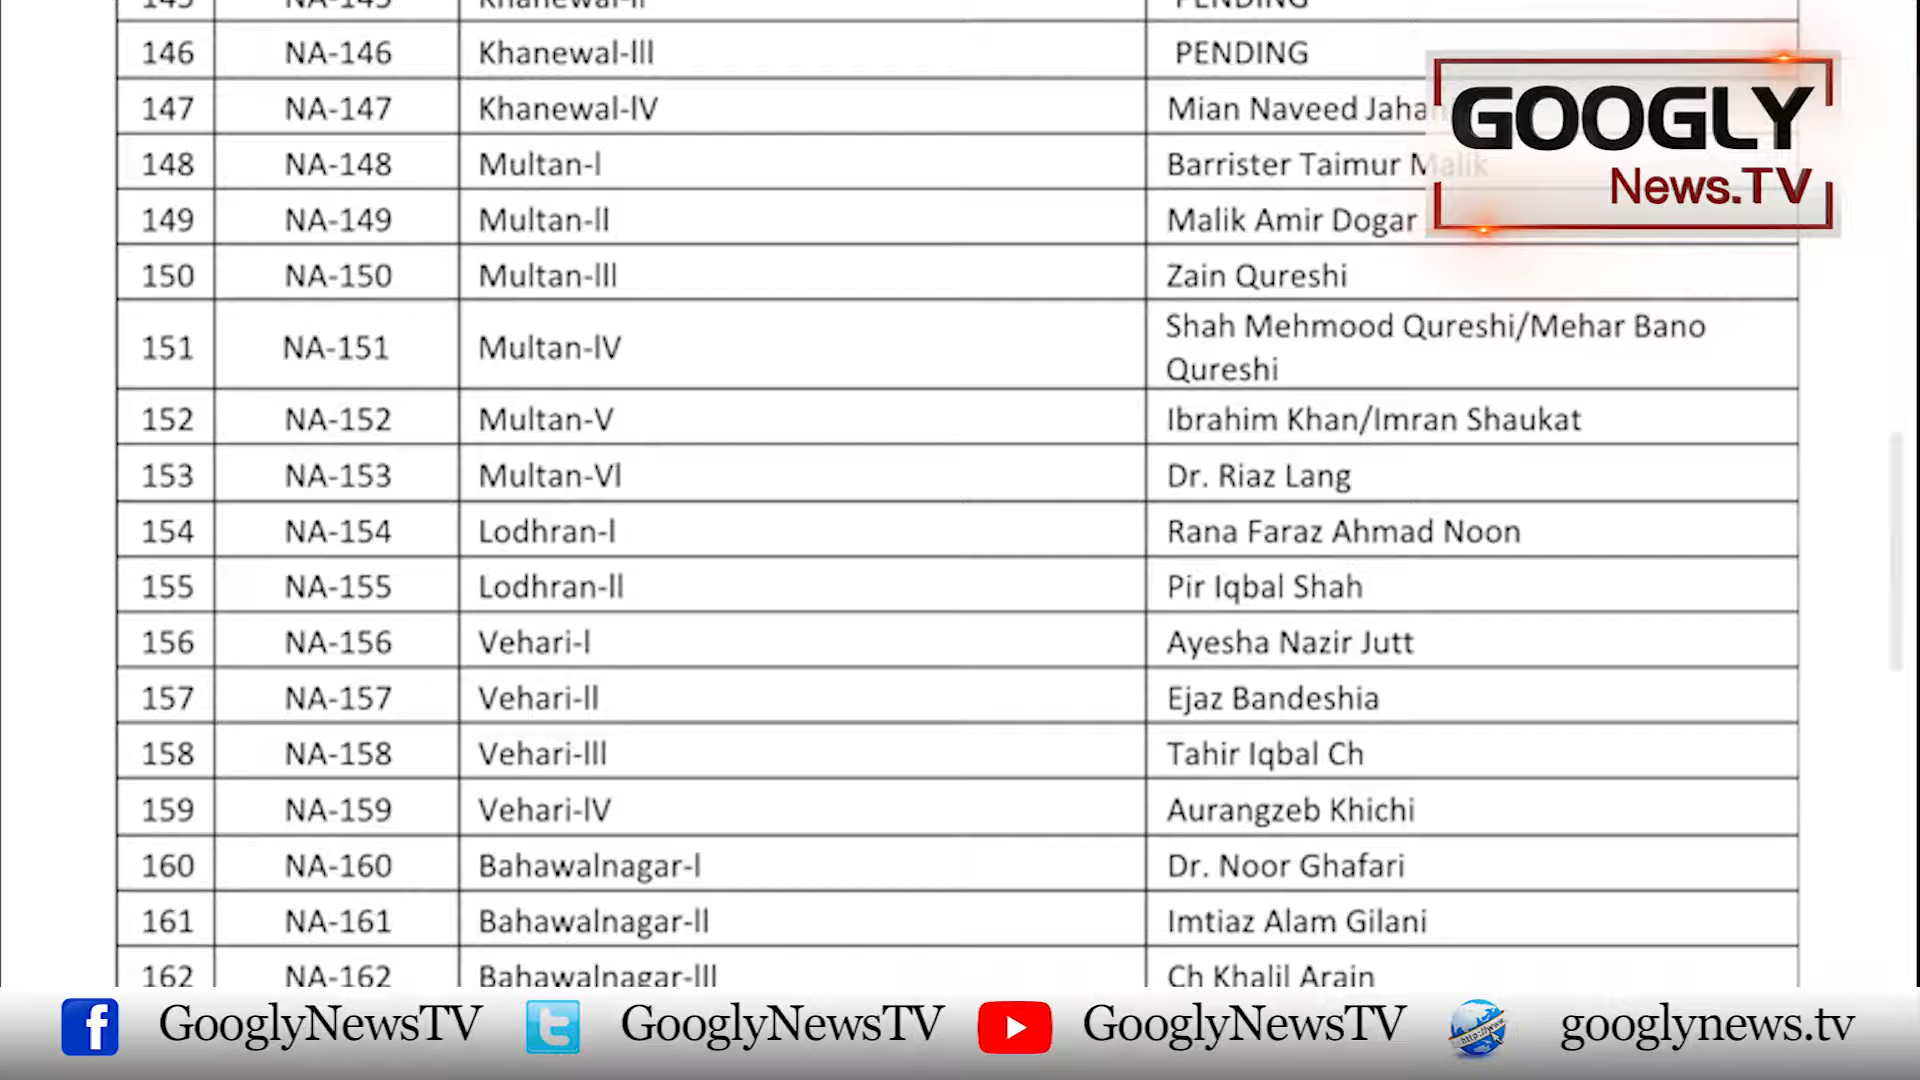 145 NA-145 Khanewal-II PENDING
146 NA-146 Khanewal-III PENDING
147 NA-147 Khanewal-IV Mian Naveed
148 NA-148 Multan-I Barrister Taimur Malik
149 NA-149 Multan-II Malik Amir Dogar
150 NA-150 Multan-III Zain Qureshi
151 NA-151 Multan-IV Shah Mehmood Qureshi/Mehar Bano
Qureshi
152 NA-152 Multan-V Ibrahim Khan/Imran Shaukat
153 NA-153 Multan-VI Dr. Riaz Lang
154 NA-154 Lodhran-I Rana Faraz Ahmad Noon
155 NA-155 Lodhran-II Pir Iqbal Shah
156 NA-156 Vehari-I Ayesha Nazir Jutt
157 NA-157 Vehari-II Ejaz Bandeshia
158 NA-158 Vehari-III Tahir Iqbal Ch
159 NA-159 Vehari-IV Aurangzeb Khichi
160 NA-160 Bahawalnagar-I Dr. Noor Ghafari
161 NA-161 Bahawalnagar-II Imtiaz Alam Gilani
162 NA-162 Bahawalnagar-III Ch Khalil Arain
GOOGLY
News.TV
GooglyNewsTV GooglyNewsTV GooglyNewsTV googlynews.tv